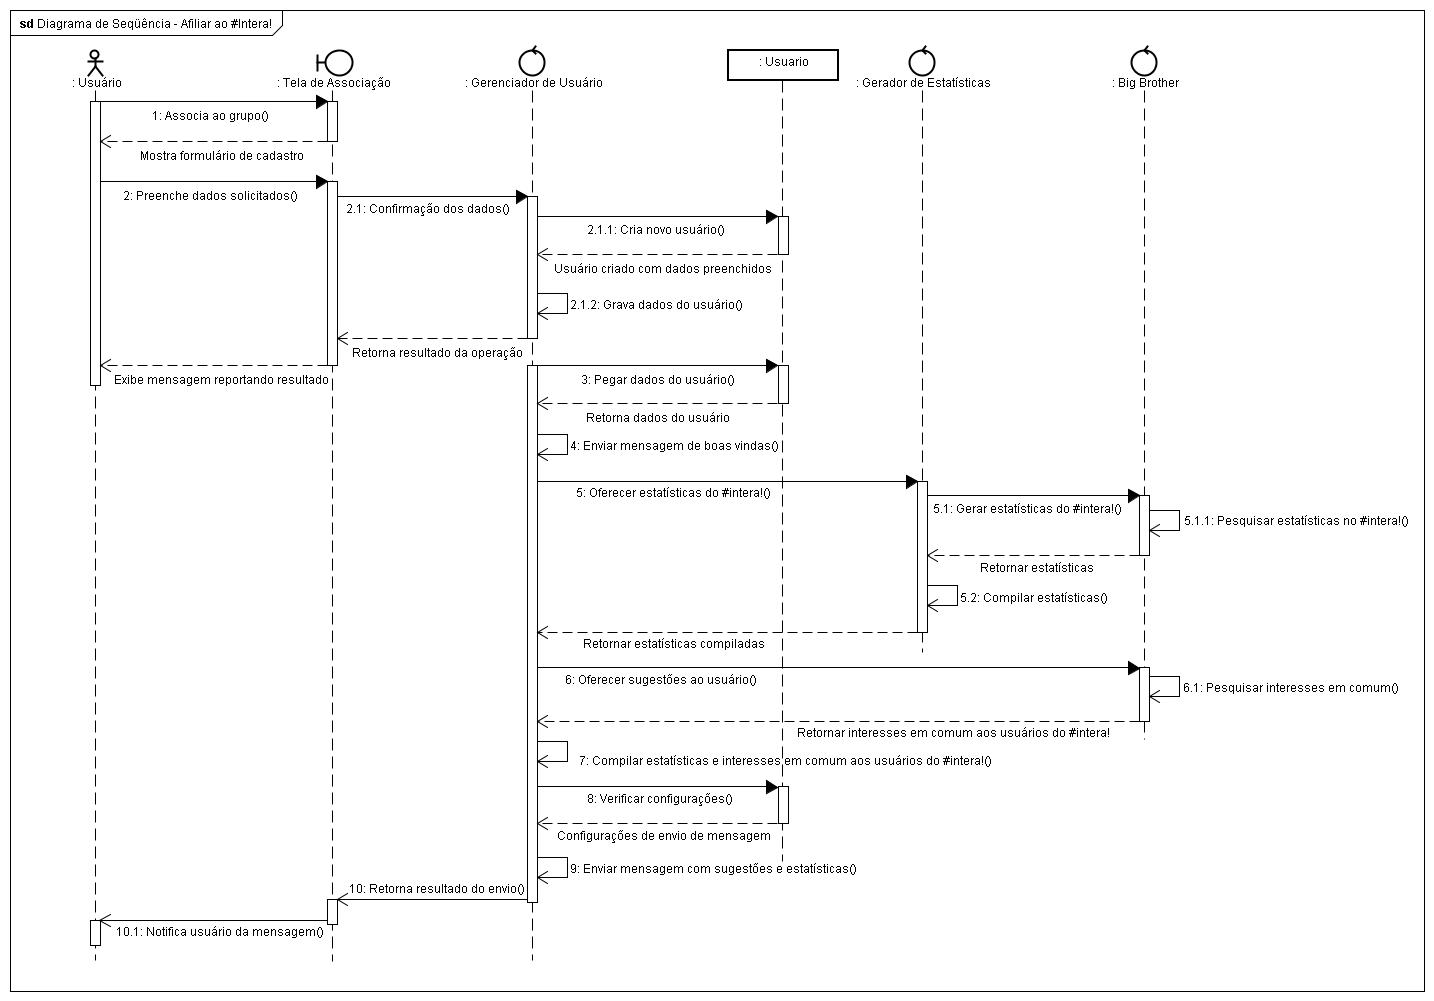 sd Diagrama de Seqüência - Afiliar ao #Intera!
: Usuário
: Tela de Associação
: Gerenciador de Usuário
: Usuario
: Gerador de Estatísticas
: Big Brother
1: Associa ao grupo()
Mostra formulário de cadastro
2: Preenche dados solicitados()
2.1: Confirmação dos dados()
2.1.1: Cria novo usuário()
Usuário criado com dados preenchidos
2.1.2: Grava dados do usuário()
Retorna resultado da operação
Exibe mensagem reportando resultado
3: Pegar dados do usuário()
Retorna dados do usuário
4: Enviar mensagem de boas vindas()
5: Oferecer estatísticas do #intera!()
5.1: Gerar estatísticas do #intera!()
5.1.1: Pesquisar estatísticas no #intera!()
Retornar estatísticas
5.2: Compilar estatísticas()
Retornar estatísticas compiladas
6: Oferecer sugestões ao usuário()
6.1: Pesquisar interesses em comum()
Retornar interesses em comum aos usuários do #intera!
7: Compilar estatísticas e interesses em comum aos usuários do #intera!()
8: Verificar configurações()
Configurações de envio de mensagem
9: Enviar mensagem com sugestões e estatísticas()
10: Retorna resultado do envio()
10.1: Notifica usuário da mensagem()